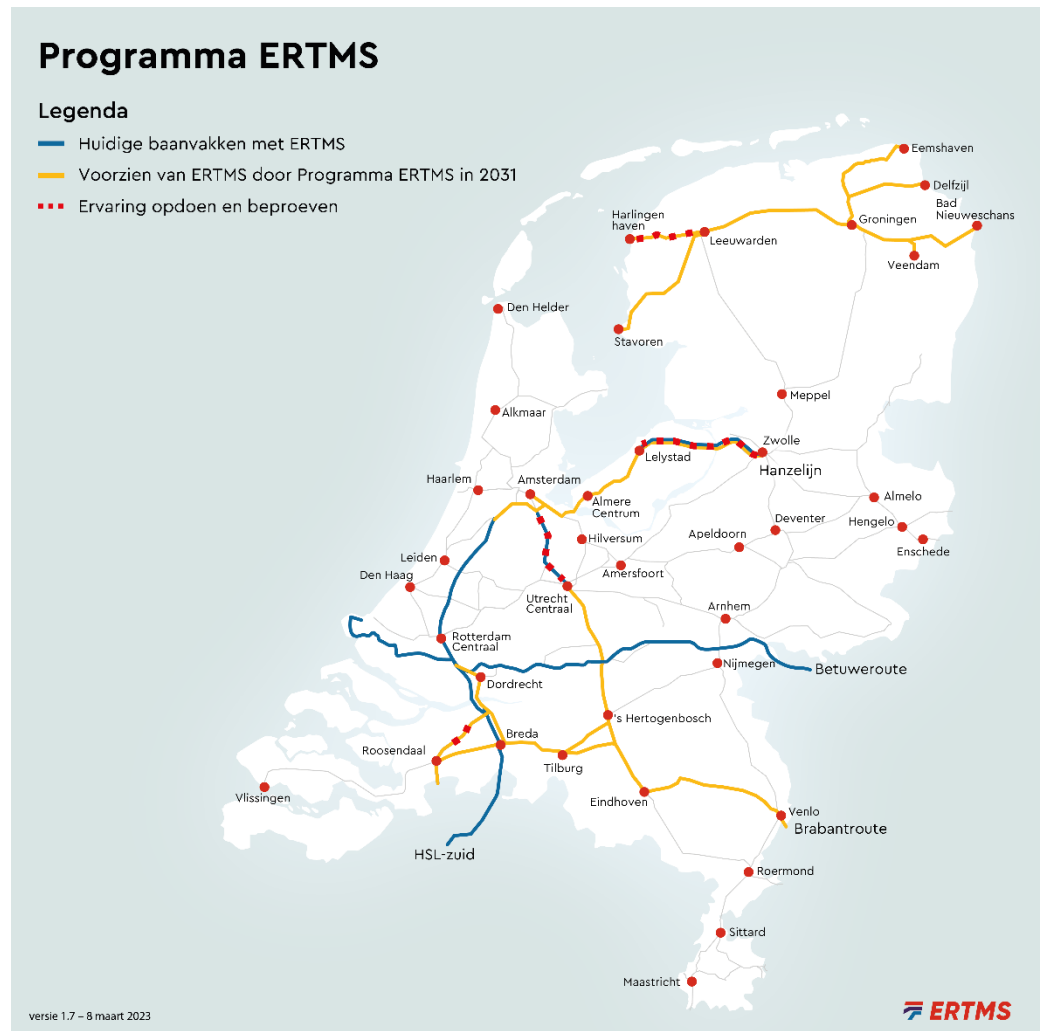 Programma ERTMS
Legenda
Huidige baanvakken met ERTMS
Voorzien van ERTMS door Programma ERTMS in 2031
Ervaring opdoen en beproeven
Eemshaven
Delfzijl
Bad
Nieuweschans
Harlingen
haven
Groningen
Leeuwarden
Veendam
Den Helder
Stavoren
Meppel
Alkmaar
Zwolle
Lelystad
Hanzelijn
Haarlem
Amsterdam
Almere
Centrum
Almelo
Deventer
Hengelo
Apeldoorn
Hilversum
Enschede
Leiden
Amersfoort
Den Haag
Utrecht
Centraal
Arnhem
Rotterdam
Centraal
Nijmegen
Betuweroute
Dordrecht
's Hertogenbosch
Breda
Roosendaal
Tilburg
Vlissingen
Eindhoven
Venlo
Brabantroute
HSL-zuid
Roermond
Sittard
Maastricht
versie 1.7 – 8 maart 2023
ERTMS